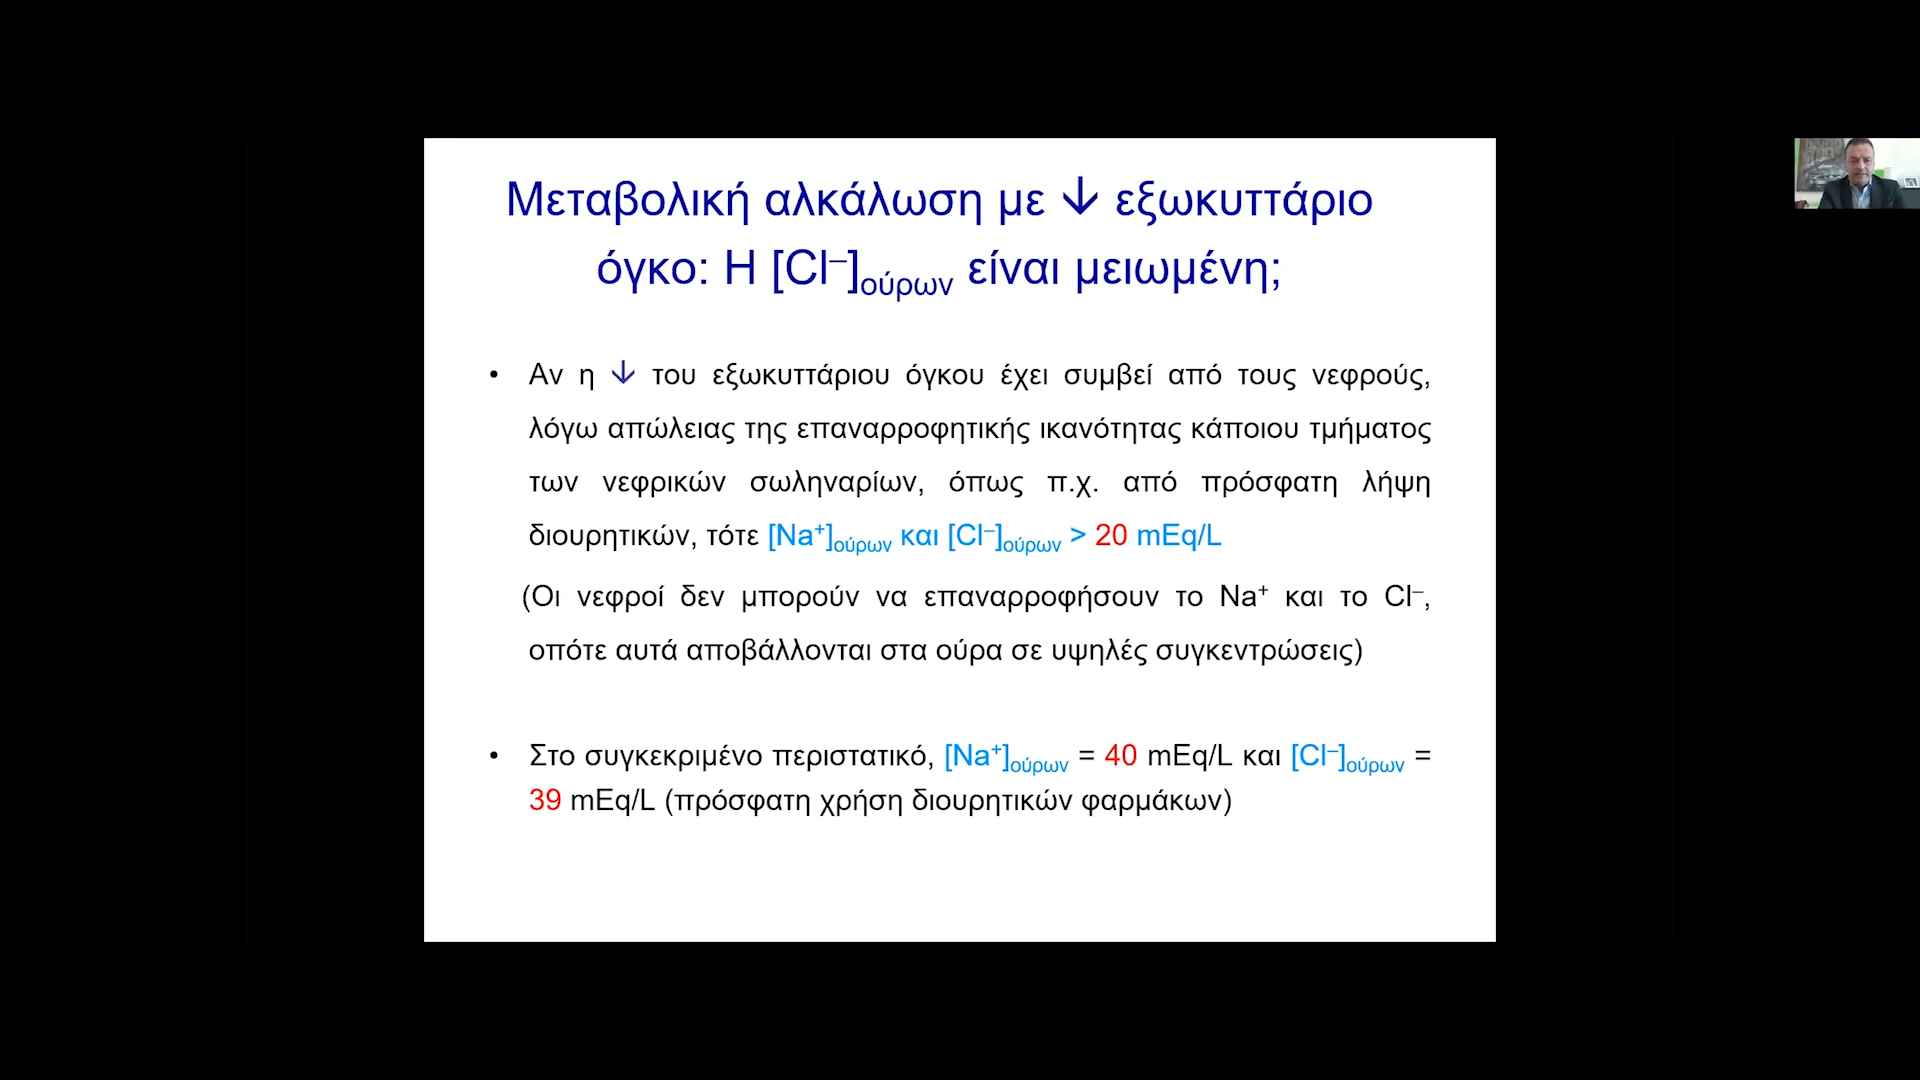 Μεταβολική αλκάλωση με ↓ εξωκυττάριο
όγκο: Η [Cl–]ούρων είναι μειωμένη;
• Αν η ↓ του εξωκυττάριου όγκου έχει συμβεί από τους νεφρούς,
λόγω απώλειας της επαναρροφητικής ικανότητας κάποιου τμήματος
των νεφρικών σωληναρίων, όπως π.χ. από πρόσφατη λήψη
διουρητικών, τότε [Na+]ούρων και [Cl–]ούρων > 20 mEq/L
(Οι νεφροί δεν μπορούν να επαναρροφήσουν το Na+ και το Cl–,
οπότε αυτά αποβάλλονται στα ούρα σε υψηλές συγκεντρώσεις)
• Στο συγκεκριμένο περιστατικό, [Na+]ούρων = 40 mEq/L και [Cl–]ούρων =
39 mEq/L (πρόσφατη χρήση διουρητικών φαρμάκων)